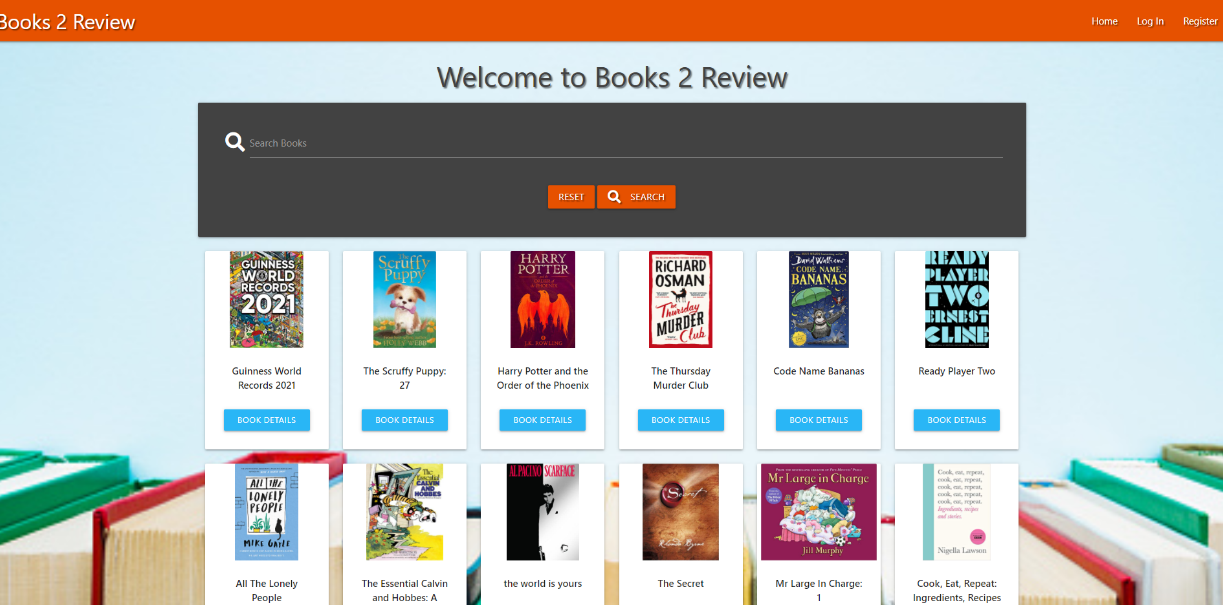 Books 2 Review
Home Log In Register
Welcome to Books 2 Review
Search Books
RESET SEARCH
GUINNESS
WORLD
RECORDS
2021
The Scruffy
Puppy
HARRY
POTTER
J.K. ROWLING
RICHARD
OSMAN
The
Thursday
MURDER
Club
David Walliams
CODE NAME
BANANAS
READY
PLAYER
TWO
ERNEST
CLINE
Guinness World
Records 2021
The Scruffy Puppy:
27
Harry Potter and the
Order of the Phoenix
The Thursday
Murder Club
Code Name Bananas
Ready Player Two
BOOK DETAILS
BOOK DETAILS
BOOK DETAILS
BOOK DETAILS
BOOK DETAILS
BOOK DETAILS
ALL THE
LONELY
PEOPLE
MIKE GAYLE
The Essential
CALVIN
AND
HOBBES
AL PACINO SCARFACE
The Secret
Rhonda Byrne
Mr Large in Charge
Jill Murphy
Cook, eat, repeat,
cook, eat, repeat,
cook, eat, repeat,
cook, eat, repeat,
cook, eat, repeat.
Ingredients, recipes
and stories.
Nigella Lawson
All The Lonely
People
The Essential Calvin
and Hobbes: A
the world is yours
The Secret
Mr Large In Charge:
1
Cook, Eat, Repeat:
Ingredients, Recipes